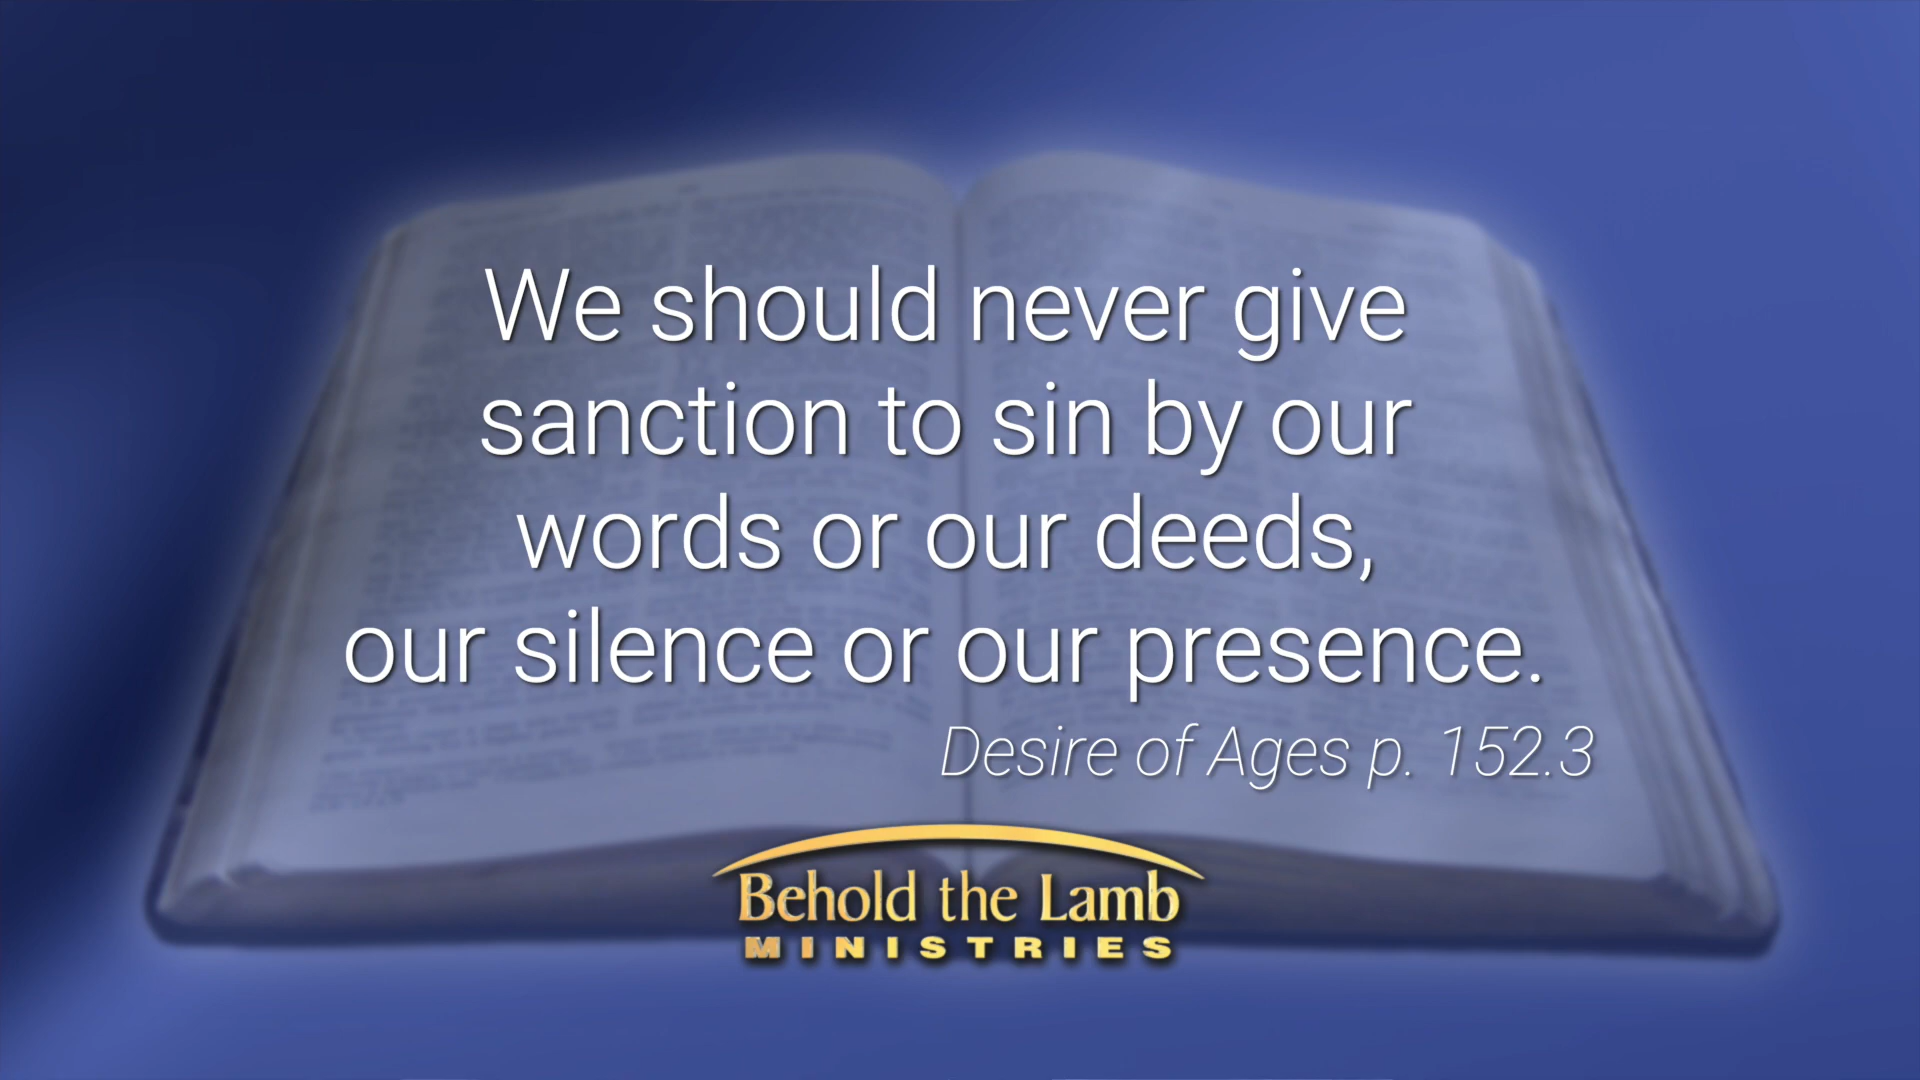 We should never give
sanction to sin by our
words or our deeds,
our silence or our presence.
Desire of Ages p. 152.3
Behold the Lamb
MINISTRIES